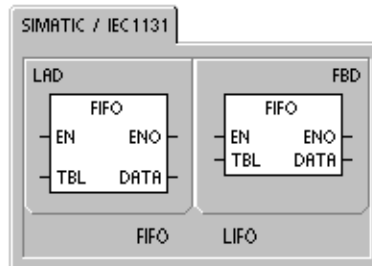 SIMATIC / IEC1131
LAD
FIFO
EN ENO
TBL DATA
FBD
FIFO
EN ENO
TBL DATA
FIFO LIFO